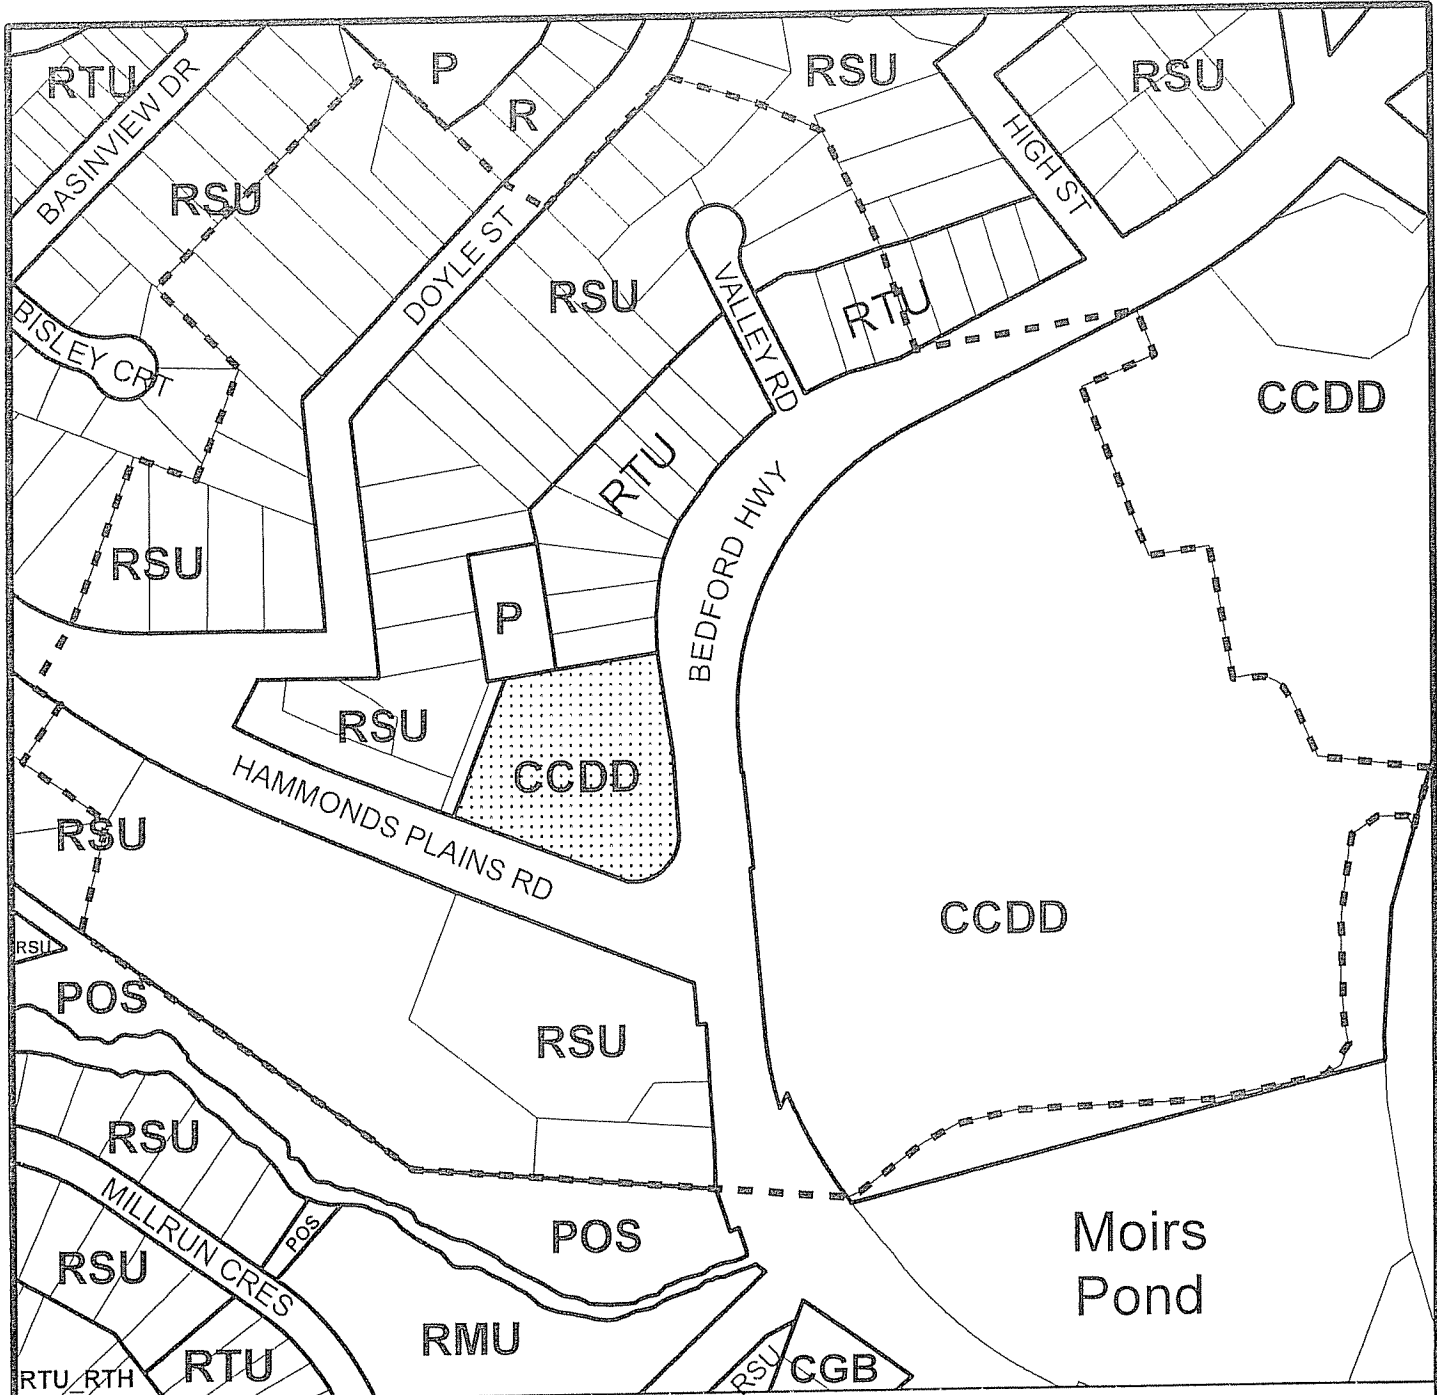 RTU
P
RSU
RSU
BASINVIEW DR
R
HIGH ST
RSU
DOYLE ST
RSU
VALLEY RD
RTU
BISLEY CRT
CCDD
RTU
BEDFORD HWY
RSU
P
RSU
CCDD
HAMMONDS PLAINS RD
RSU
CCDD
RSU
POS
RSU
RSU
MILLRUN CRES
POS
POS
Moirs
Pond
RSU
RMU
RTU
RTU_RTH
RSU
CGB